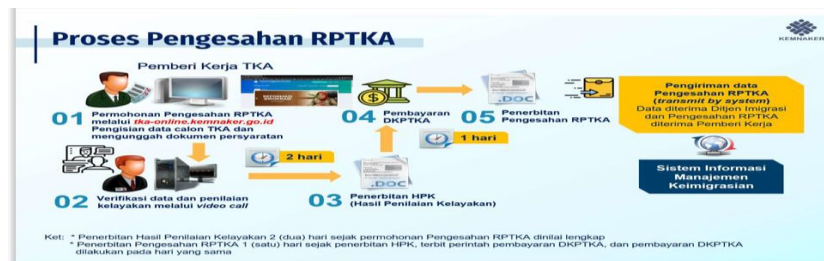 Proses Pengesahan RPTKA
KEMNAKER
Pemberi Kerja TKA
01 Permohonan Pengesahan RPTKA
melalui tka-online.kemnaker.go.id
Pengisian data calon TKA dan
mengunggah dokumen persyaratan
02 Verifikasi data dan penilaian
kelayakan melalui video call
2 hari
.DOC
03 Penerbitan HPK
(Hasil Penilaian Kelayakan)
04 Pembayaran
DKPTKA
1 hari
.DOC
05 Penerbitan
Pengesahan RPTKA
Pengiriman data
Pengesahan RPTKA
(transmit by system)
Data diterima Ditjen Imigrasi
dan Pengesahan RPTKA
diterima Pemberi Kerja
Sistem Informasi
Manajemen
Keimigrasian
Ket: * Penerbitan Hasil Penilaian Kelayakan 2 (dua) hari sejak permohonan Pengesahan RPTKA dinilai lengkap
* Penerbitan Pengesahan RPTKA 1 (satu) hari sejak penerbitan HPK, terbit perintah pembayaran DKPTKA, dan pembayaran DKPTKA
dilakukan pada hari yang sama